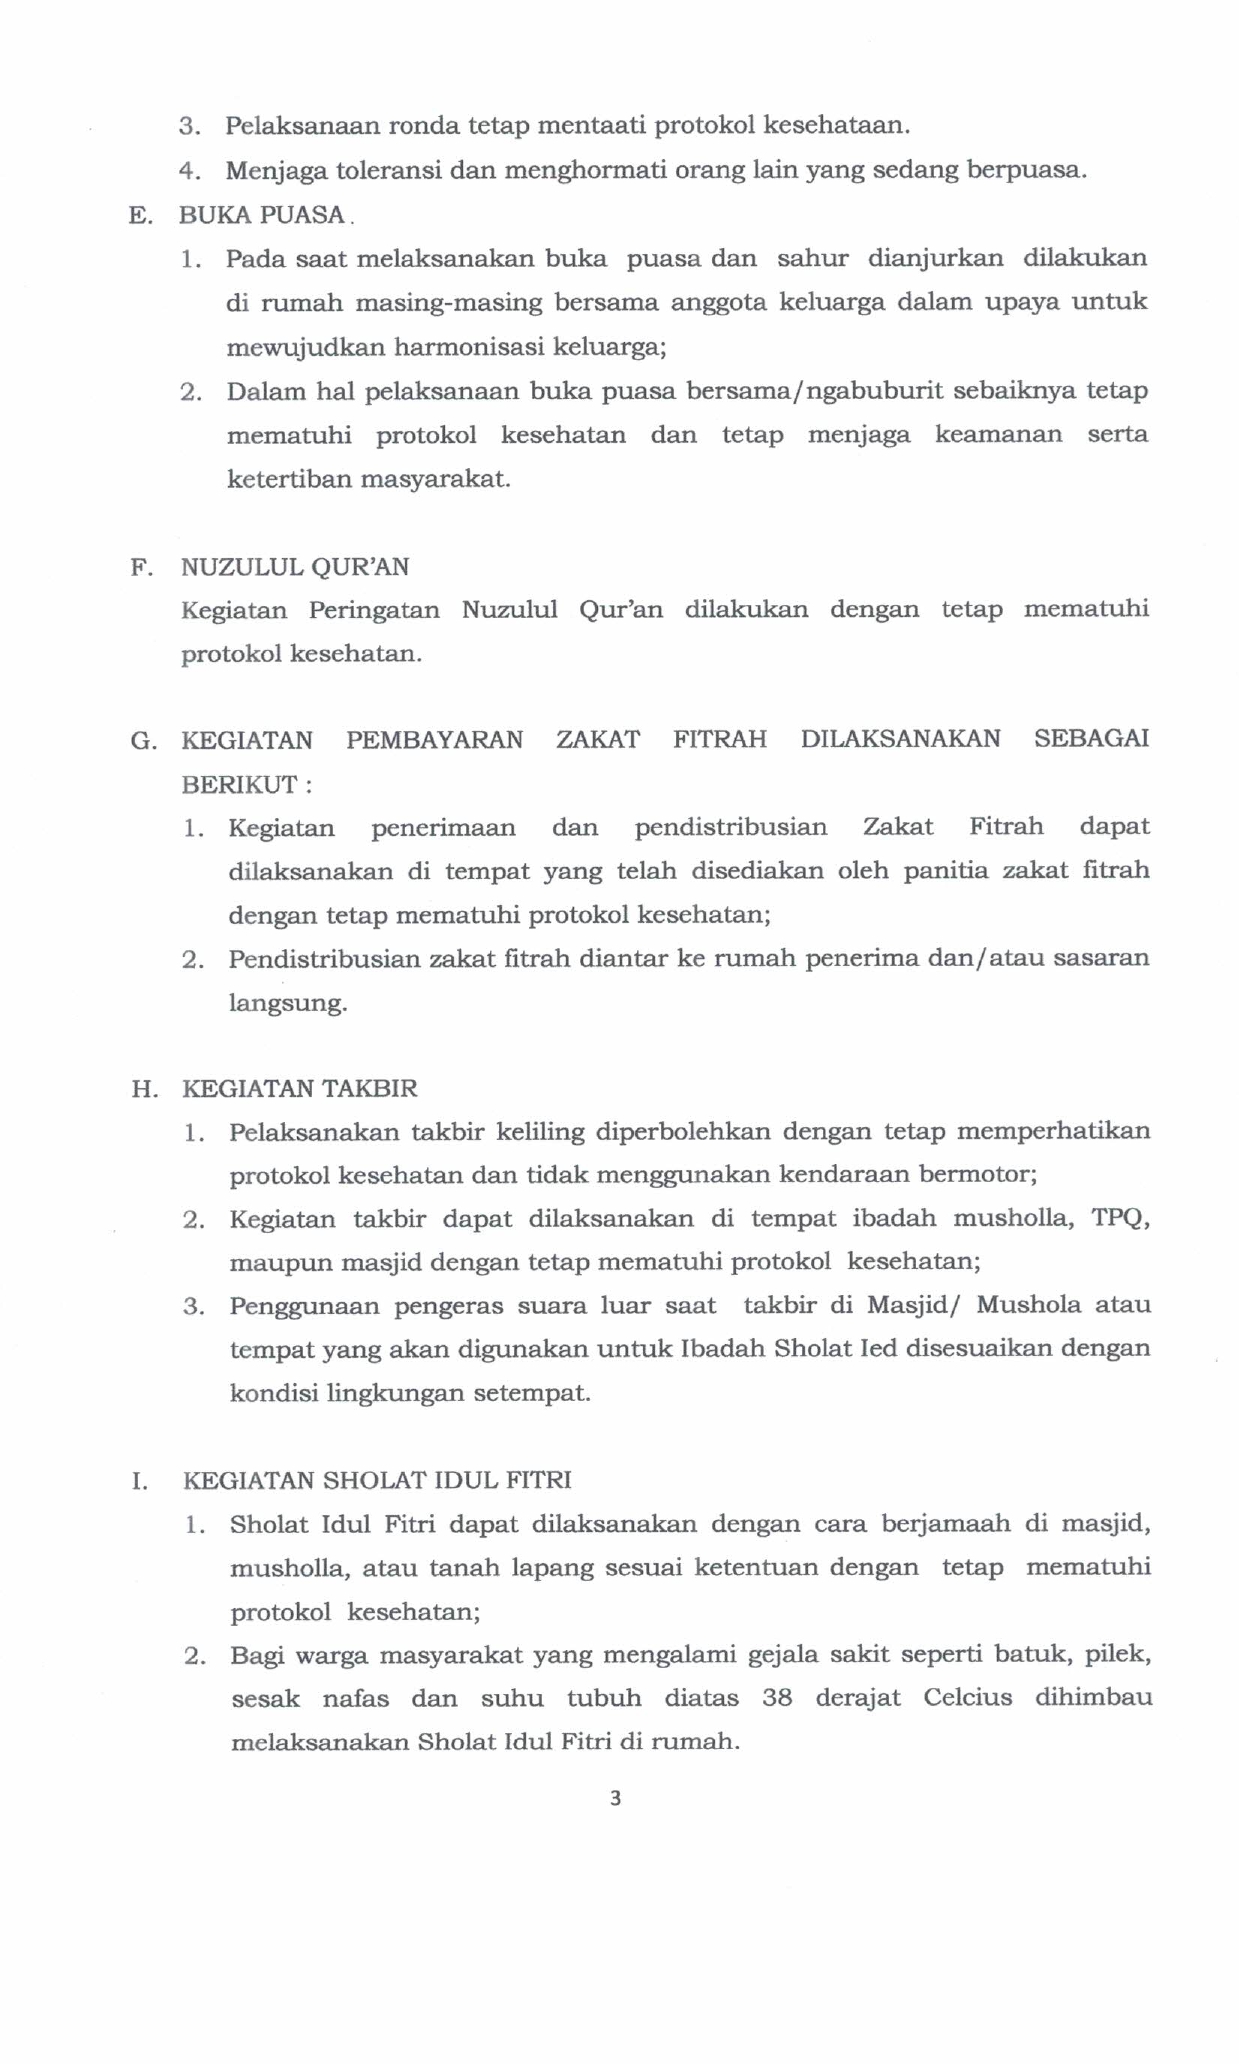 3. Pelaksanaan ronda tetap mentaati protokol kesehataan.
4. Menjaga toleransi dan menghormati orang lain yang sedang berpuasa.
E. BUKA PUASA.
1. Pada saat melaksanakan buka puasa dan sahur dianjurkan dilakukan
di rumah masing-masing bersama anggota keluarga dalam upaya untuk
mewujudkan harmonisasi keluarga;
2. Dalam hal pelaksanaan buka puasa bersama/ngabuburit sebaiknya tetap
mematuhi protokol kesehatan dan tetap menjaga keamanan serta
ketertiban masyarakat.
F. NUZULUL QUR'AN
Kegiatan Peringatan Nuzulul Qur'an dilakukan dengan tetap mematuhi
protokol kesehatan.
G. KEGIATAN PEMBAYARAN ZAKAT FITRAH DILAKSANAKAN SEBAGAI
BERIKUT :
1. Kegiatan penerimaan dan pendistribusian Zakat Fitrah dapat
dilaksanakan di tempat yang telah disediakan oleh panitia zakat fitrah
dengan tetap mematuhi protokol kesehatan;
2. Pendistribusian zakat fitrah diantar ke rumah penerima dan/atau sasaran
langsung.
H. KEGIATAN TAKBIR
1. Pelaksanakan takbir keliling diperbolehkan dengan tetap memperhatikan
protokol kesehatan dan tidak menggunakan kendaraan bermotor;
2. Kegiatan takbir dapat dilaksanakan di tempat ibadah musholla, TPQ,
maupun masjid dengan tetap mematuhi protokol kesehatan;
3. Penggunaan pengeras suara luar saat takbir di Masjid/ Mushola atau
tempat yang akan digunakan untuk Ibadah Sholat Ied disesuaikan dengan
kondisi lingkungan setempat.
I. KEGIATAN SHOLAT IDUL FITRI
1. Sholat Idul Fitri dapat dilaksanakan dengan cara berjamaah di masjid,
musholla, atau tanah lapang sesuai ketentuan dengan tetap mematuhi
protokol kesehatan;
2. Bagi warga masyarakat yang mengalami gejala sakit seperti batuk, pilek,
sesak nafas dan suhu tubuh diatas 38 derajat Celcius dihimbau
melaksanakan Sholat Idul Fitri di rumah.
3